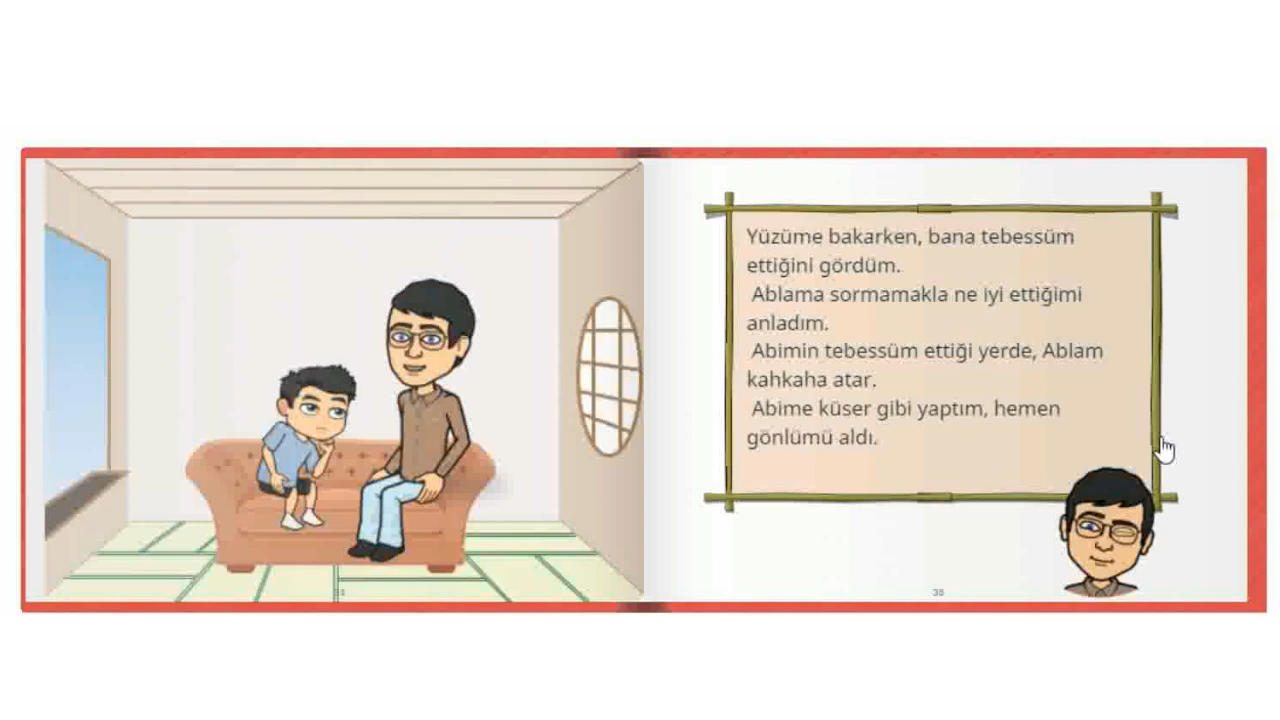 Yüzüme bakarken, bana tebessüm
ettiğini gördüm.
Ablama sormamakla ne iyi ettiğimi
anladım.
Abimin tebessüm ettiği yerde, Ablam
kahkaha atar.
Abime küser gibi yaptım, hemen
gönlümü aldı.